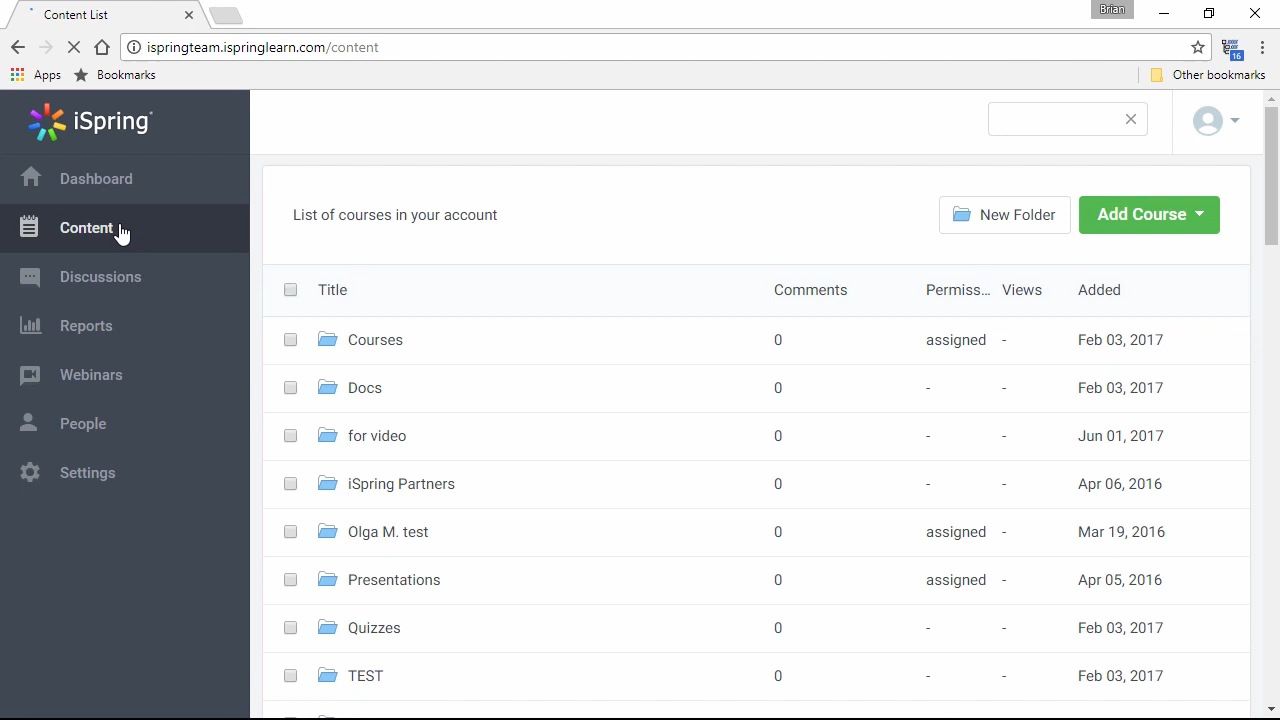 Content List
Brian
ispringteam.ispringlearn.com/content
16
Apps Bookmarks Other bookmarks
iSpring
Dashboard
Content
Discussions
Reports
Webinars
People
Settings
List of courses in your account New Folder Add Course
Title Comments Permiss... Views Added
Courses 0 assigned - Feb 03, 2017
Docs 0 - - Feb 03, 2017
for video 0 - - Jun 01, 2017
iSpring Partners 0 - - Apr 06, 2016
Olga M. test 0 assigned - Mar 19, 2016
Presentations 0 assigned - Apr 05, 2016
Quizzes 0 - - Feb 03, 2017
TEST 0 - - Feb 03, 2017